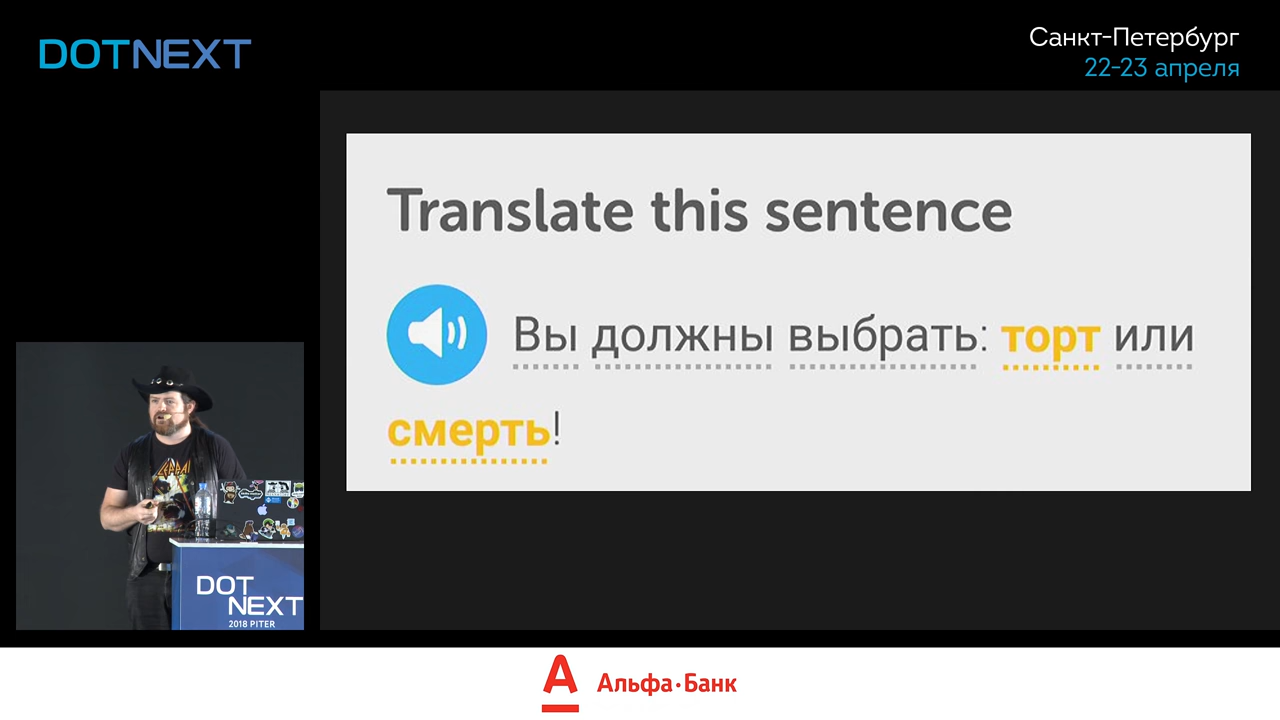 DOTNEXT
Санкт-Петербург
22-23 апреля
Translate this sentence
Вы должны выбрать: торт или
смерть!
DOT
NEXT
2018 PITER
Альфа·Банк